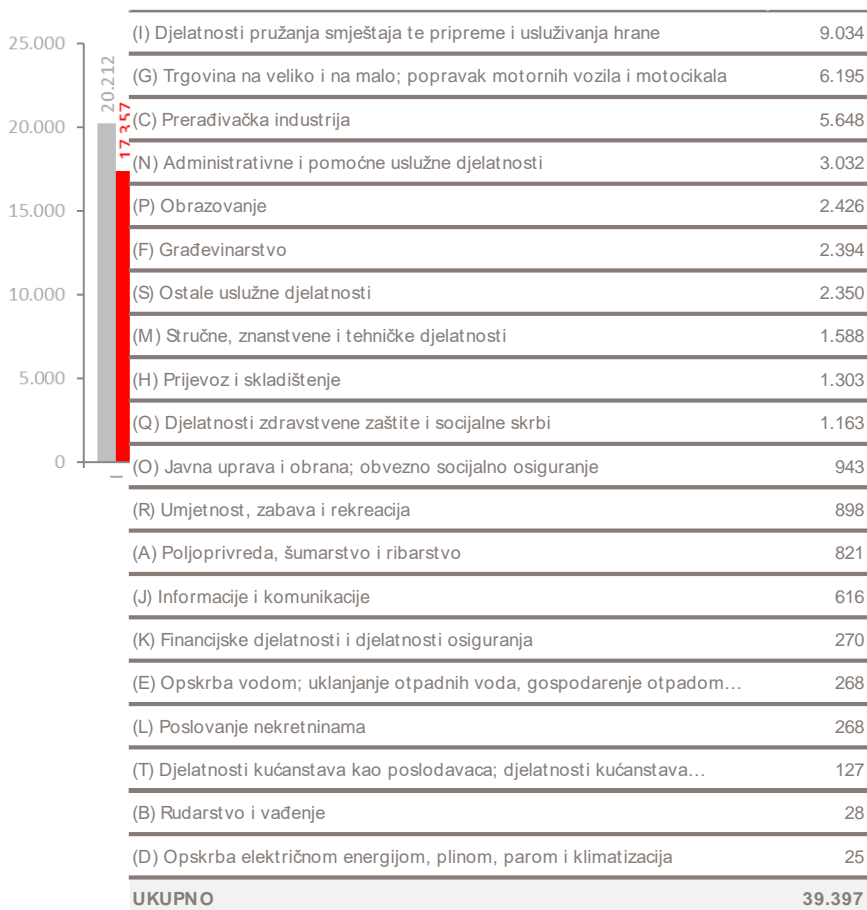 25.000
20.000
15.000
10.000
5.000
0
20.212
17.357
I
(I) Djelatnosti pružanja smještaja te pripreme i usluživanja hrane 9.034
(G) Trgovina na veliko i na malo; popravak motornih vozila i motocikala 6.195
(C) Prerađivačka industrija 5.648
(N) Administrativne i pomoćne uslužne djelatnosti 3.032
(P) Obrazovanje 2.426
(F) Građevinarstvo 2.394
(S) Ostale uslužne djelatnosti 2.350
(M) Stručne, znanstvene i tehničke djelatnosti 1.588
(H) Prijevoz i skladištenje 1.303
(Q) Djelatnosti zdravstvene zaštite i socijalne skrbi 1.163
(O) Javna uprava i obrana; obvezno socijalno osiguranje 943
(R) Umjetnost, zabava i rekreacija 898
(A) Poljoprivreda, šumarstvo i ribarstvo 821
(J) Informacije i komunikacije 616
(K) Financijske djelatnosti i djelatnosti osiguranja 270
(E) Opskrba vodom; uklanjanje otpadnih voda, gospodarenje otpadom… 268
(L) Poslovanje nekretninama 268
(T) Djelatnosti kućanstava kao poslodavaca; djelatnosti kućanstava… 127
(B) Rudarstvo i vađenje 28
(D) Opskrba električnom energijom, plinom, parom i klimatizacija 25
UKUPNO 39.397